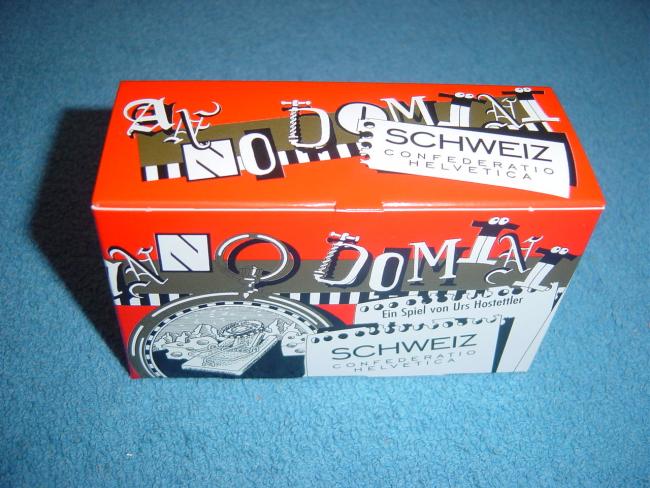 ANNO DOMINI
SCHWEIZ
CONFEDERATIO
HELVETICA
ANNO DOMINI
Ein Spiel von Urs Hostettler
SCHWEIZ
CONFEDERATIO
HELVETICA